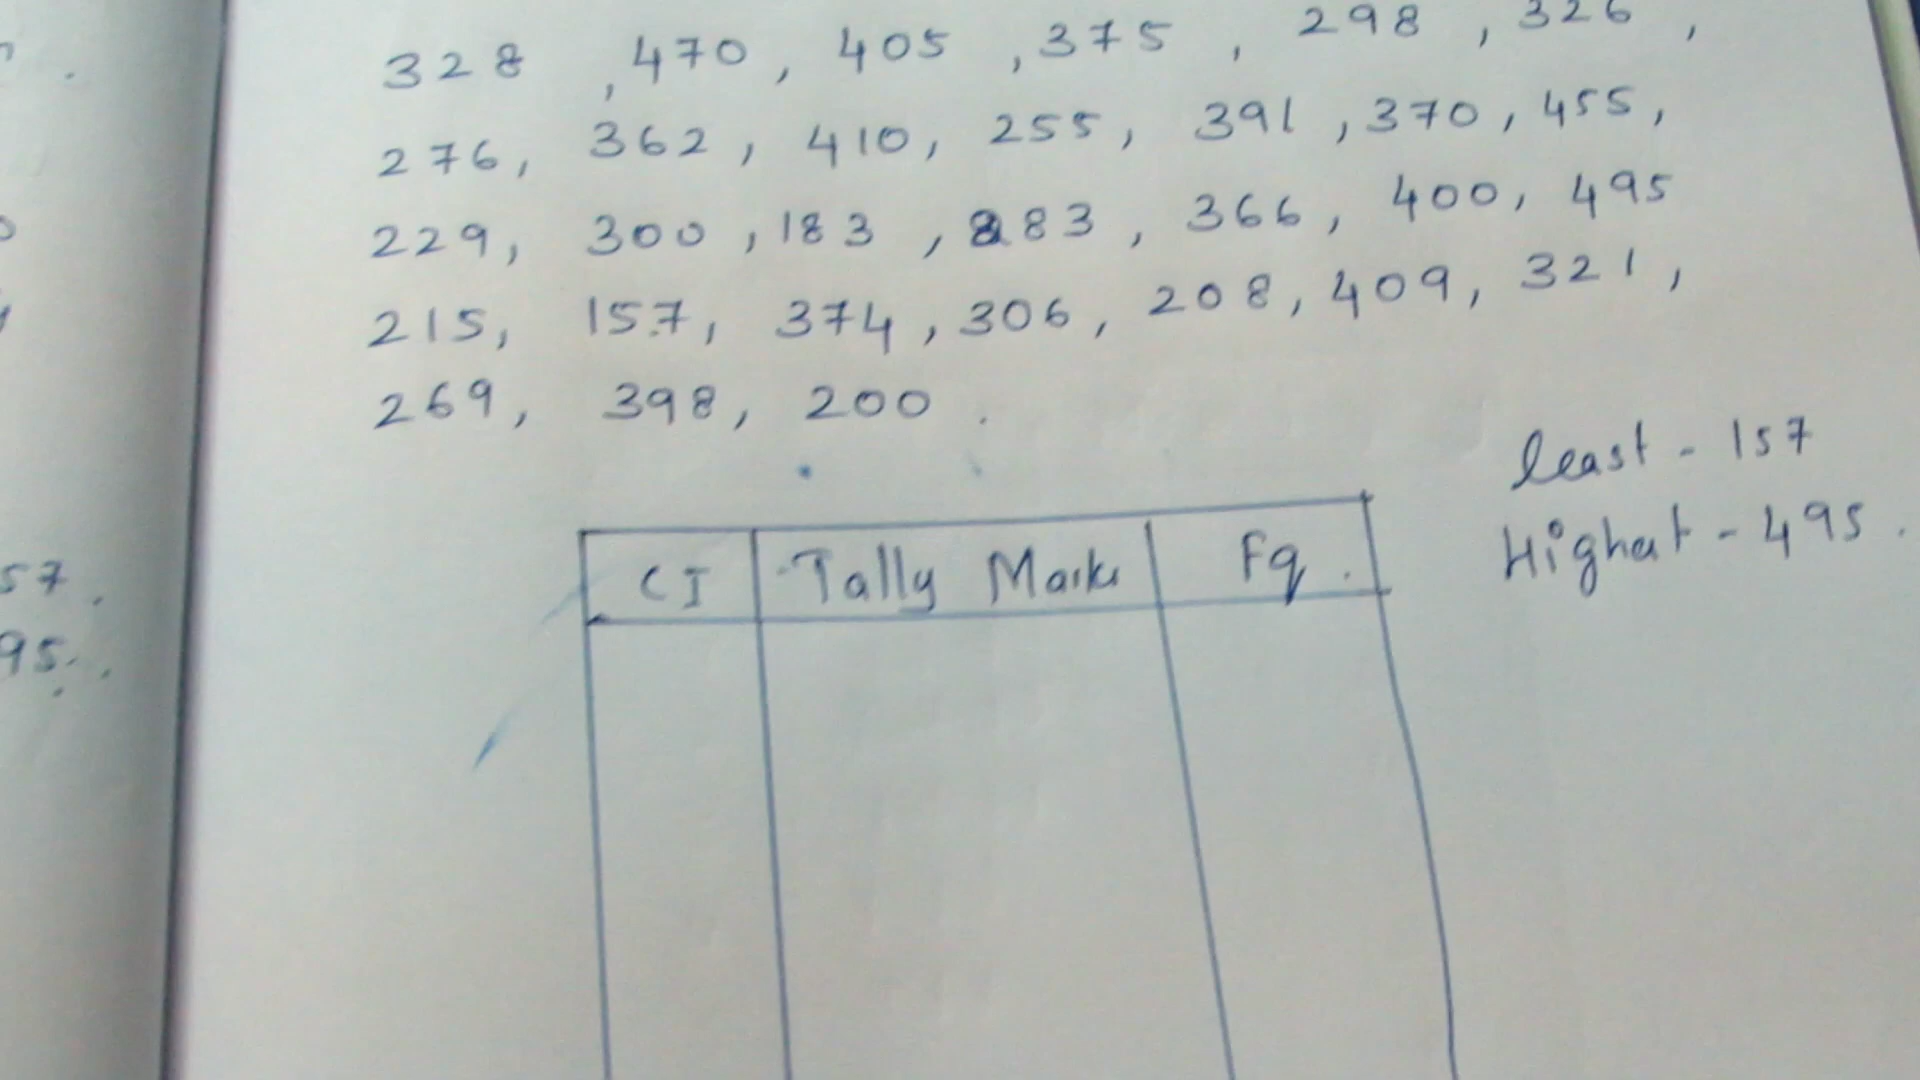 328, 470, 405, 375, 298, 326,
276, 362, 410, 255, 391, 370, 455,
229, 300, 183, 283, 366, 400, 495
215, 157, 374, 306, 208, 409, 321,
269, 398, 200.
least - 157
Highest - 495.
CI Tally Marks Fq.
57.
95.